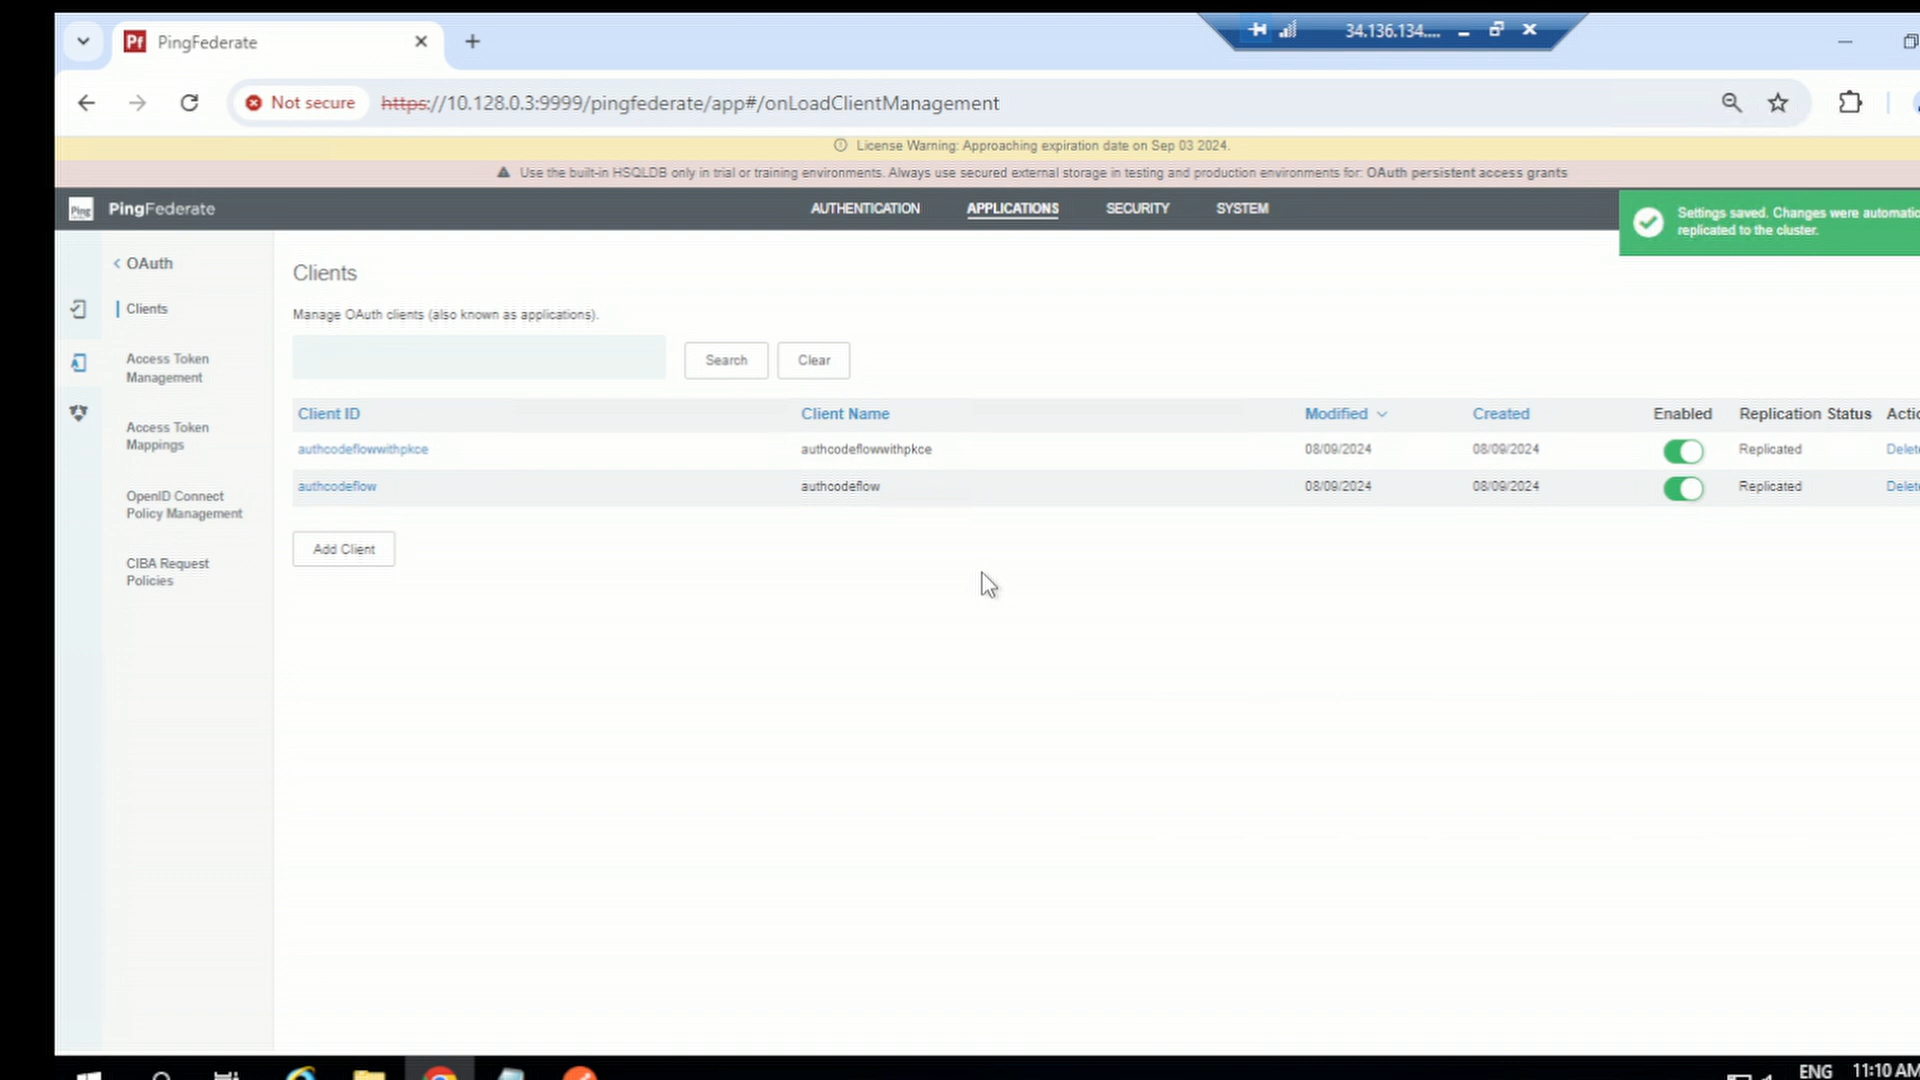 PingFederate
34.136.134....
Not secure
https://10.128.0.3:9999/pingfederate/app#/onLoadClientManagement
License Warning: Approaching expiration date on Sep 03 2024.
Use the built-in HSQLDB only in trial or training environments. Always use secured external storage in testing and production environments for: OAuth persistent access grants
Ping
PingFederate
AUTHENTICATION
APPLICATIONS
SECURITY
SYSTEM
Settings saved. Changes were automatic
replicated to the cluster.
OAuth
Clients
Access Token
Management
Access Token
Mappings
OpenID Connect
Policy Management
CIBA Request
Policies
Clients
Manage OAuth clients (also known as applications).
Search
Clear
Client ID Client Name Modified Created Enabled Replication Status Actio
authcodeflowwithpkce authcodeflowwithpkce 08/09/2024 08/09/2024 Replicated Delet
authcodeflow authcodeflow 08/09/2024 08/09/2024 Replicated Delet
Add Client
ENG
11:10 AM